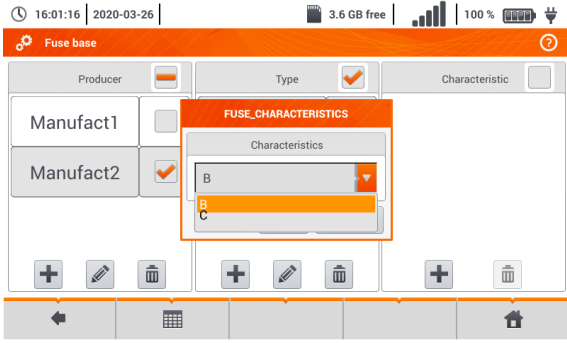 16:01:16 2020-03-26 3.6 GB free 100 %
Fuse base ?
Producer Type Characteristic
FUSE_CHARACTERISTICS
Manufact1
Characteristics
Manufact2
B
B
C